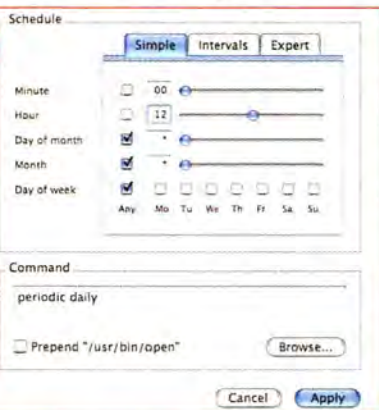 Schedule
Simple Intervals Expert
Minute 00
Hour 12
Day of month *
Month *
Day of week
Any Mo Tu We Th Fr Sa Su
Command
periodic daily
Prepend "/usr/bin/open" Browse...
Cancel Apply